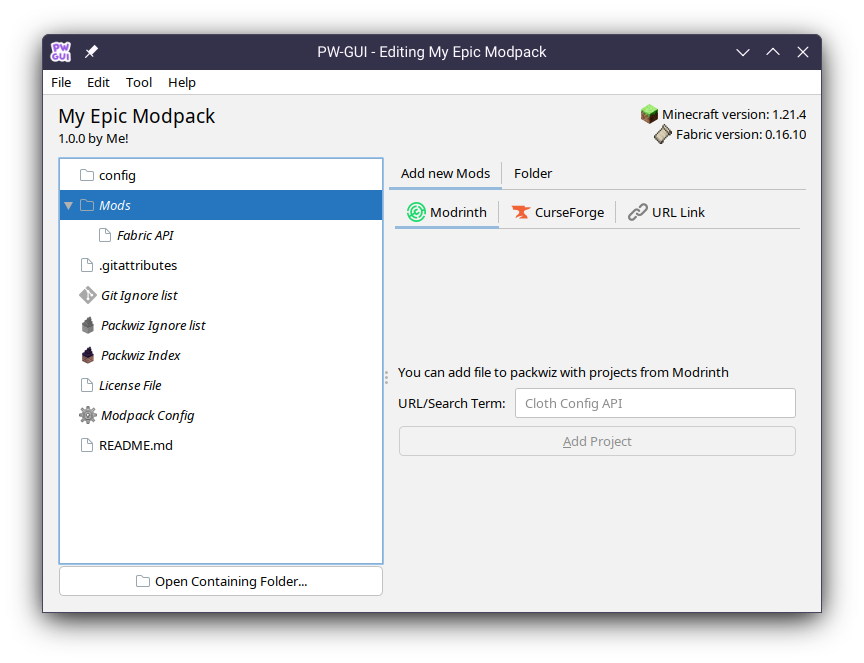 PW GUI
PW-GUI - Editing My Epic Modpack
File Edit Tool Help
My Epic Modpack
1.0.0 by Me!
Minecraft version: 1.21.4
Fabric version: 0.16.10
config
Mods
Fabric API
.gitattributes
Git Ignore list
Packwiz Ignore list
Packwiz Index
License File
Modpack Config
README.md
Open Containing Folder...
Add new Mods Folder
Modrinth CurseForge URL Link
You can add file to packwiz with projects from Modrinth
URL/Search Term: Cloth Config API
Add Project